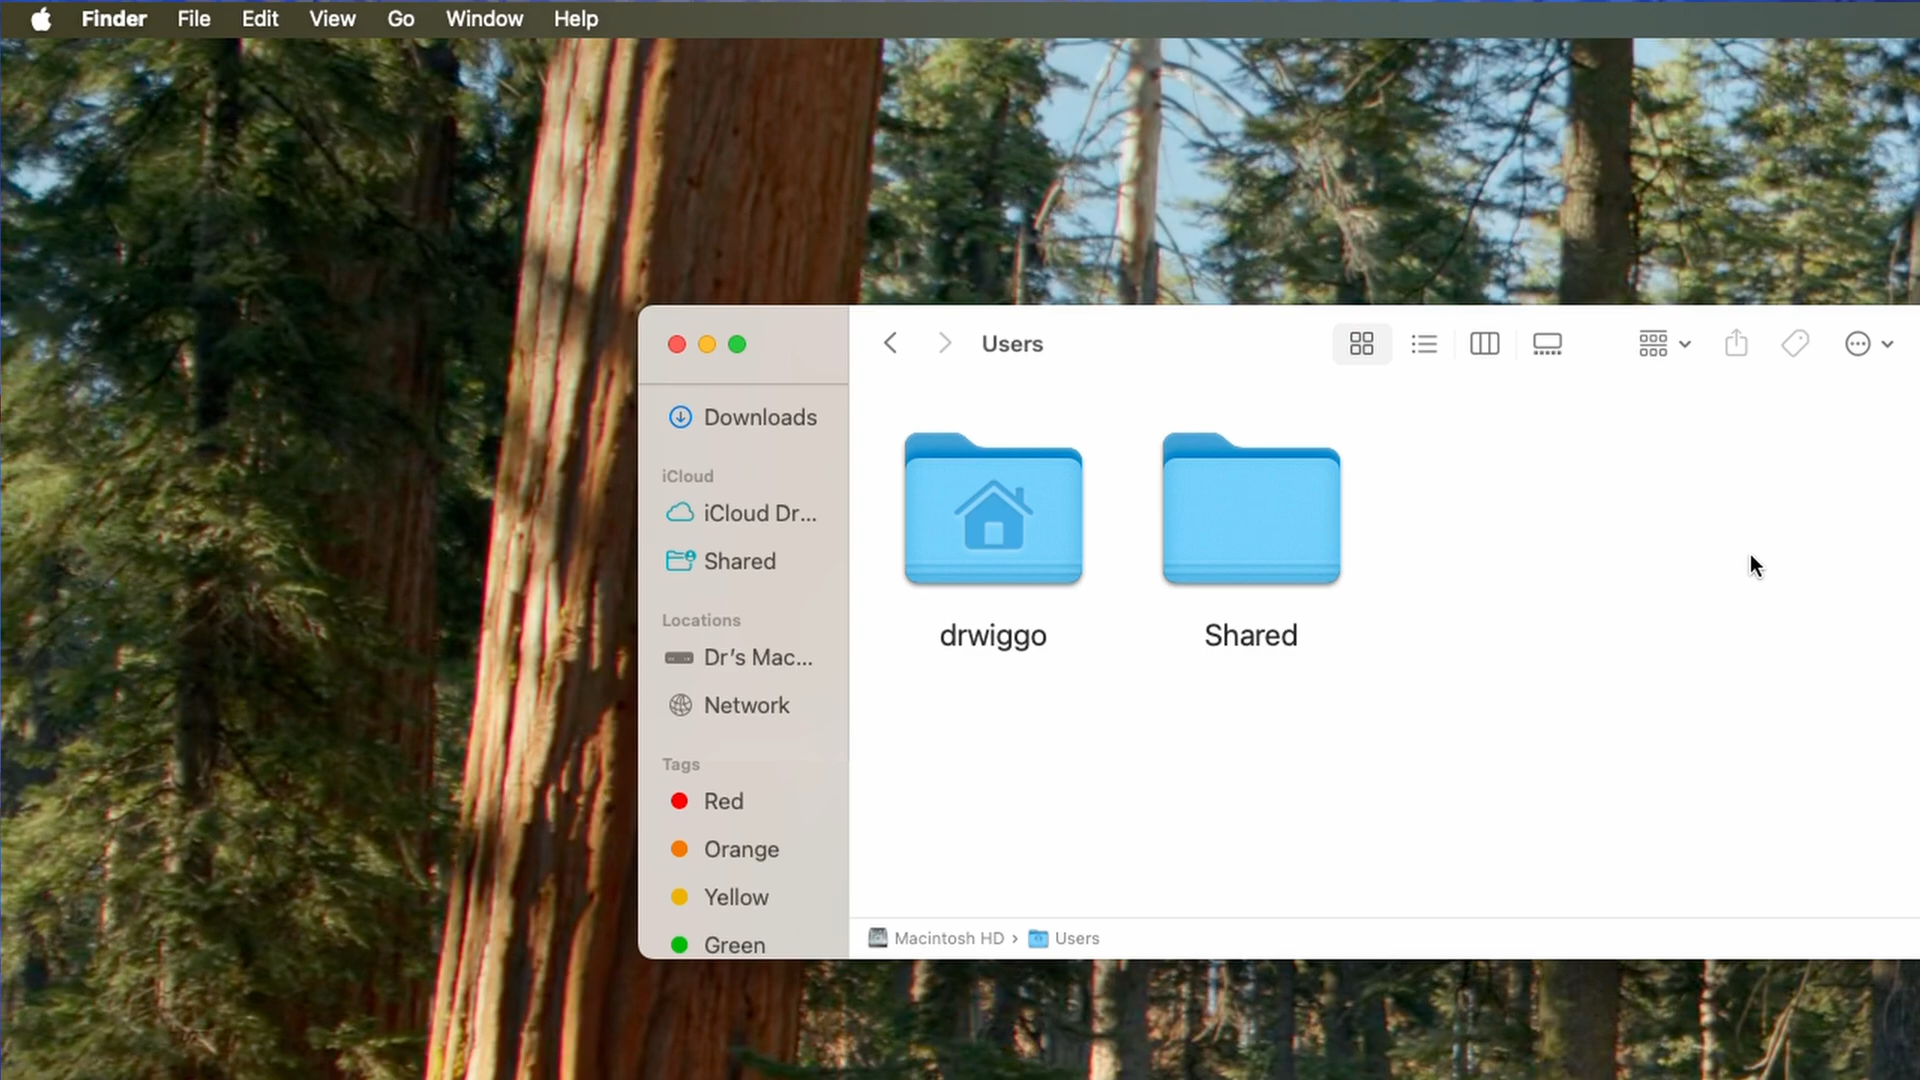 Finder File Edit View Go Window Help
Users
Downloads
iCloud
iCloud Dr...
Shared
Locations
Dr's Mac...
Network
Tags
Red
Orange
Yellow
Green
drwiggo
Shared
Macintosh HD › Users